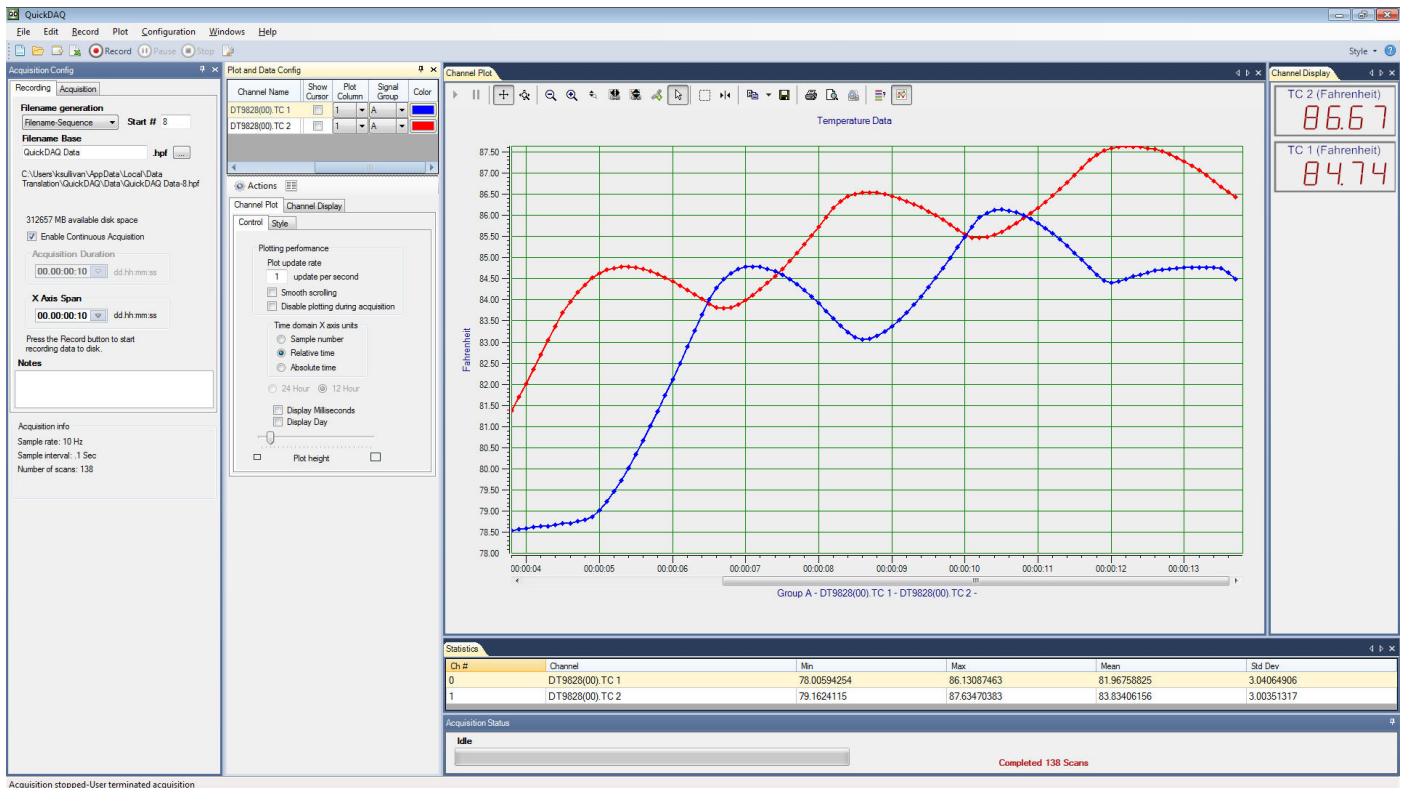 QuickDAQ
File Edit Record Plot Configuration Windows Help
Record Pause Stop
Style
Acquisition Config
Recording Acquisition
Filename generation
Filename-Sequence Start # 8
Filename Base
QuickDAQ Data .hpf ...
C:\Users\ksullivan\AppData\Local\Data
Translation\QuickDAQ\Data\QuickDAQ Data-8.hpf
312657 MB available disk space
Enable Continuous Acquisition
Acquisition Duration
00.00:00:10 dd.hh:mm:ss
X Axis Span
00.00:00:10 dd.hh:mm:ss
Press the Record button to start
recording data to disk.
Notes
Acquisition info
Sample rate: 10 Hz
Sample interval: .1 Sec
Number of scans: 138
Plot and Data Config
Channel Name Show Cursor Plot Column Signal Group Color
DT9828(00).TC 1 1 A
DT9828(00).TC 2 1 A
Actions
Channel Plot Channel Display
Control Style
Plotting performance
Plot update rate
1 update per second
Smooth scrolling
Disable plotting during acquisition
Time domain X axis units
Sample number
Relative time
Absolute time
24 Hour 12 Hour
Display Milliseconds
Display Day
Plot height
Channel Plot
Temperature Data
Fahrenheit
87.50
87.00
86.50
86.00
85.50
85.00
84.50
84.00
83.50
83.00
82.50
82.00
81.50
81.00
80.50
80.00
79.50
79.00
78.50
78.00
00:00:04 00:00:05 00:00:06 00:00:07 00:00:08 00:00:09 00:00:10 00:00:11 00:00:12 00:00:13
Group A - DT9828(00).TC 1 - DT9828(00).TC 2 -
Channel Display
TC 2 (Fahrenheit)
86.67
TC 1 (Fahrenheit)
84.74
Statistics
Ch # Channel Min Max Mean Std Dev
0 DT9828(00).TC 1 78.00594254 86.13087463 81.96758825 3.04064906
1 DT9828(00).TC 2 79.1624115 87.63470383 83.83406156 3.00351317
Acquisition Status
Idle
Completed 138 Scans
Acquisition stopped-User terminated acquisition